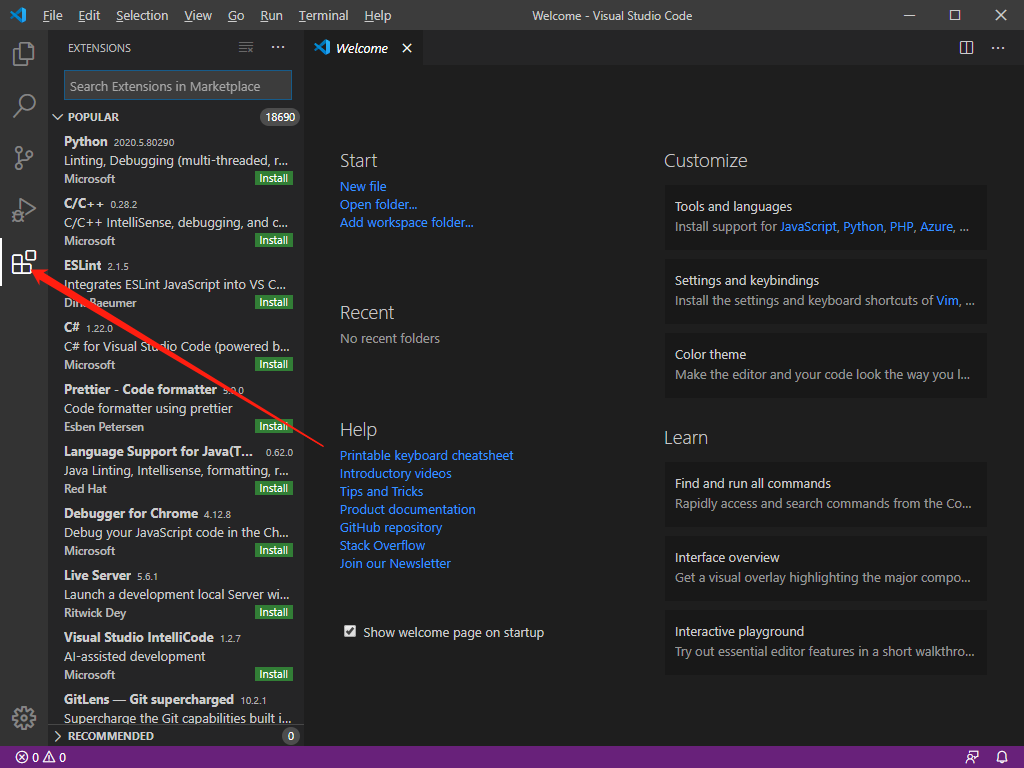 File Edit Selection View Go Run Terminal Help
Welcome - Visual Studio Code
EXTENSIONS
Search Extensions in Marketplace
POPULAR 18690
Python 2020.5.80290
Linting, Debugging (multi-threaded, r...
Microsoft Install
C/C++ 0.28.2
C/C++ IntelliSense, debugging, and c...
Microsoft Install
ESLint 2.1.5
Integrates ESLint JavaScript into VS C...
Dirk Baeumer Install
C# 1.22.0
C# for Visual Studio Code (powered b...
Microsoft Install
Prettier - Code formatter 5.0.0
Code formatter using prettier
Esben Petersen Install
Language Support for Java(T... 0.62.0
Java Linting, Intellisense, formatting, r...
Red Hat Install
Debugger for Chrome 4.12.8
Debug your JavaScript code in the Ch...
Microsoft Install
Live Server 5.6.1
Launch a development local Server wi...
Ritwick Dey Install
Visual Studio IntelliCode 1.2.7
AI-assisted development
Microsoft Install
GitLens — Git supercharged 10.2.1
Supercharge the Git capabilities built i...
RECOMMENDED 0
Welcome
Start
New file
Open folder...
Add workspace folder...
Recent
No recent folders
Help
Printable keyboard cheatsheet
Introductory videos
Tips and Tricks
Product documentation
GitHub repository
Stack Overflow
Join our Newsletter
Show welcome page on startup
Customize
Tools and languages
Install support for JavaScript, Python, PHP, Azure, ...
Settings and keybindings
Install the settings and keyboard shortcuts of Vim, ...
Color theme
Make the editor and your code look the way you l...
Learn
Find and run all commands
Rapidly access and search commands from the Co...
Interface overview
Get a visual overlay highlighting the major compo...
Interactive playground
Try out essential editor features in a short walkthro...
0 0